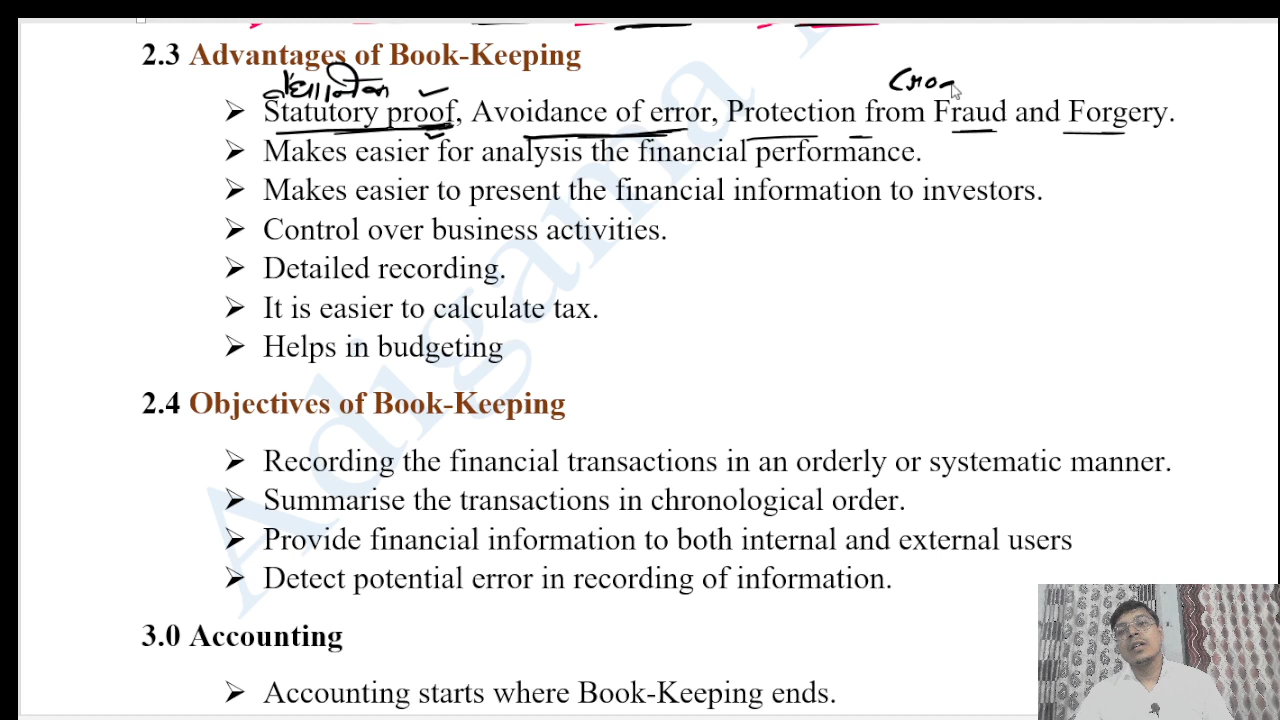 2.3 Advantages of Book-Keeping
➢ Statutory proof, Avoidance of error, Protection from Fraud and Forgery.
➢ Makes easier for analysis the financial performance.
➢ Makes easier to present the financial information to investors.
➢ Control over business activities.
➢ Detailed recording.
➢ It is easier to calculate tax.
➢ Helps in budgeting
2.4 Objectives of Book-Keeping
➢ Recording the financial transactions in an orderly or systematic manner.
➢ Summarise the transactions in chronological order.
➢ Provide financial information to both internal and external users
➢ Detect potential error in recording of information.
3.0 Accounting
➢ Accounting starts where Book-Keeping ends.
Adigama